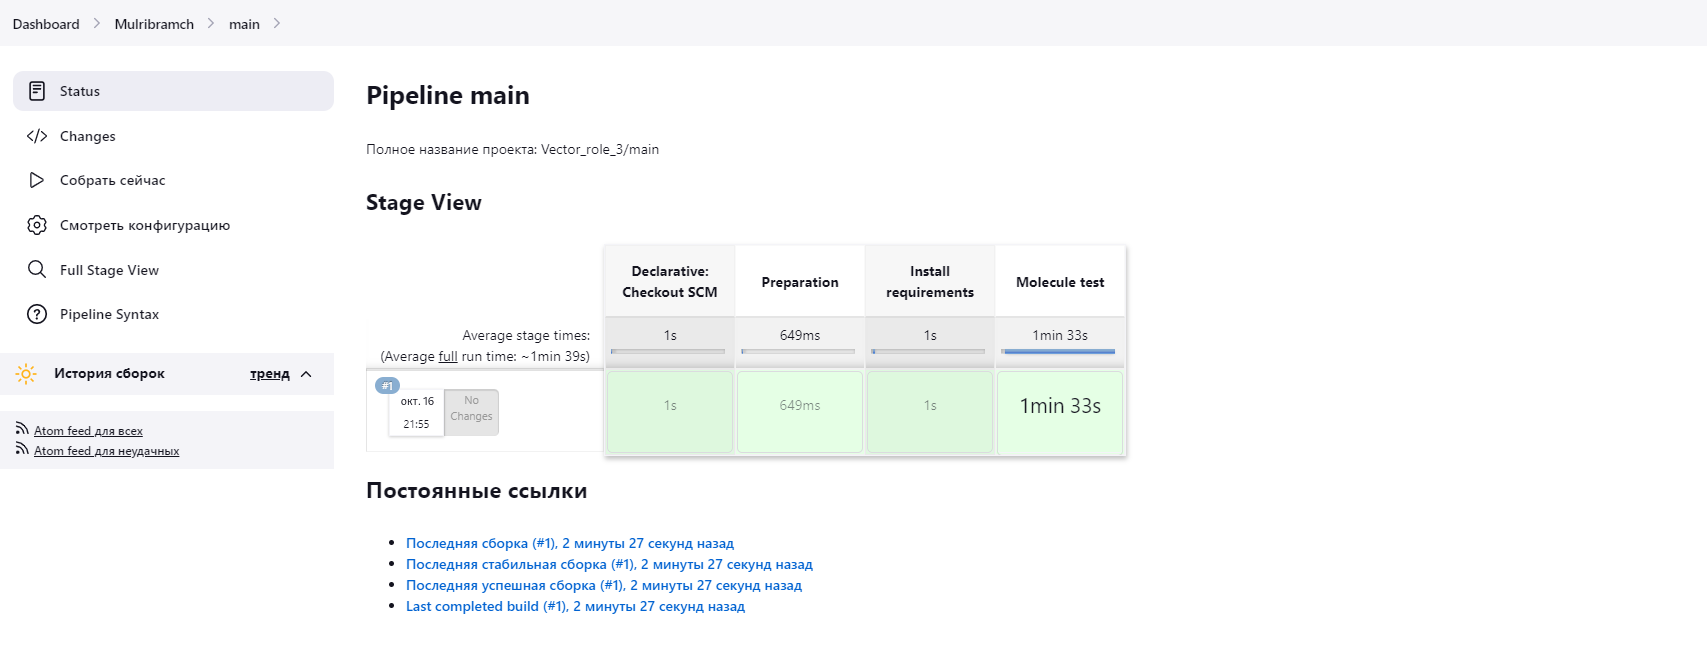 Dashboard > Mulribramch > main >
Status
Changes
Собрать сейчас
Смотреть конфигурацию
Full Stage View
Pipeline Syntax
История сборок
тренд
Atom feed для всех
Atom feed для неудачных
Pipeline main
Полное название проекта: Vector_role_3/main
Stage View
Declarative:
Checkout SCM
Preparation
Install
requirements
Molecule test
Average stage times:
(Average full run time: ~1min 39s)
1s
649ms
1s
1min 33s
#1
окт. 16
21:55
No
Changes
1s
649ms
1s
1min 33s
Постоянные ссылки
Последняя сборка (#1), 2 минуты 27 секунд назад
Последняя стабильная сборка (#1), 2 минуты 27 секунд назад
Последняя успешная сборка (#1), 2 минуты 27 секунд назад
Last completed build (#1), 2 минуты 27 секунд назад